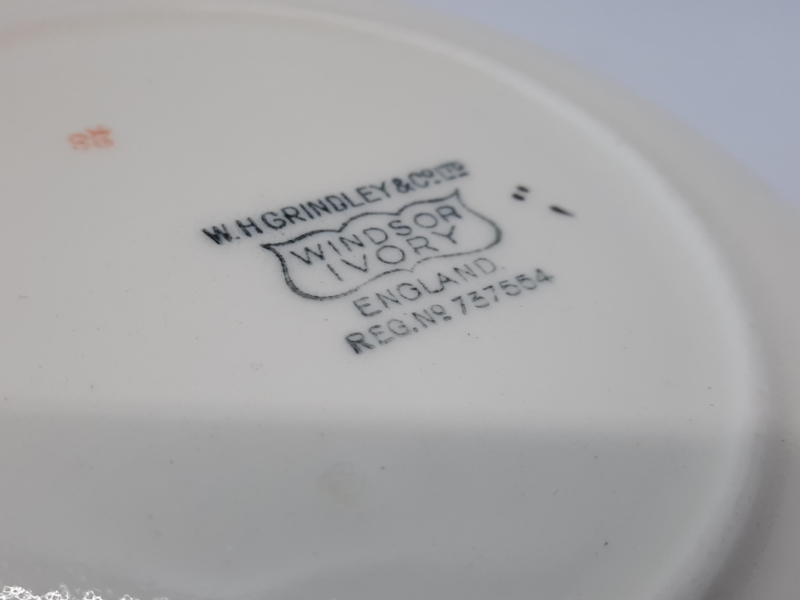 W.H GRINDLEY & Co. LTD
WINDSOR
IVORY
ENGLAND.
REG. No 737554